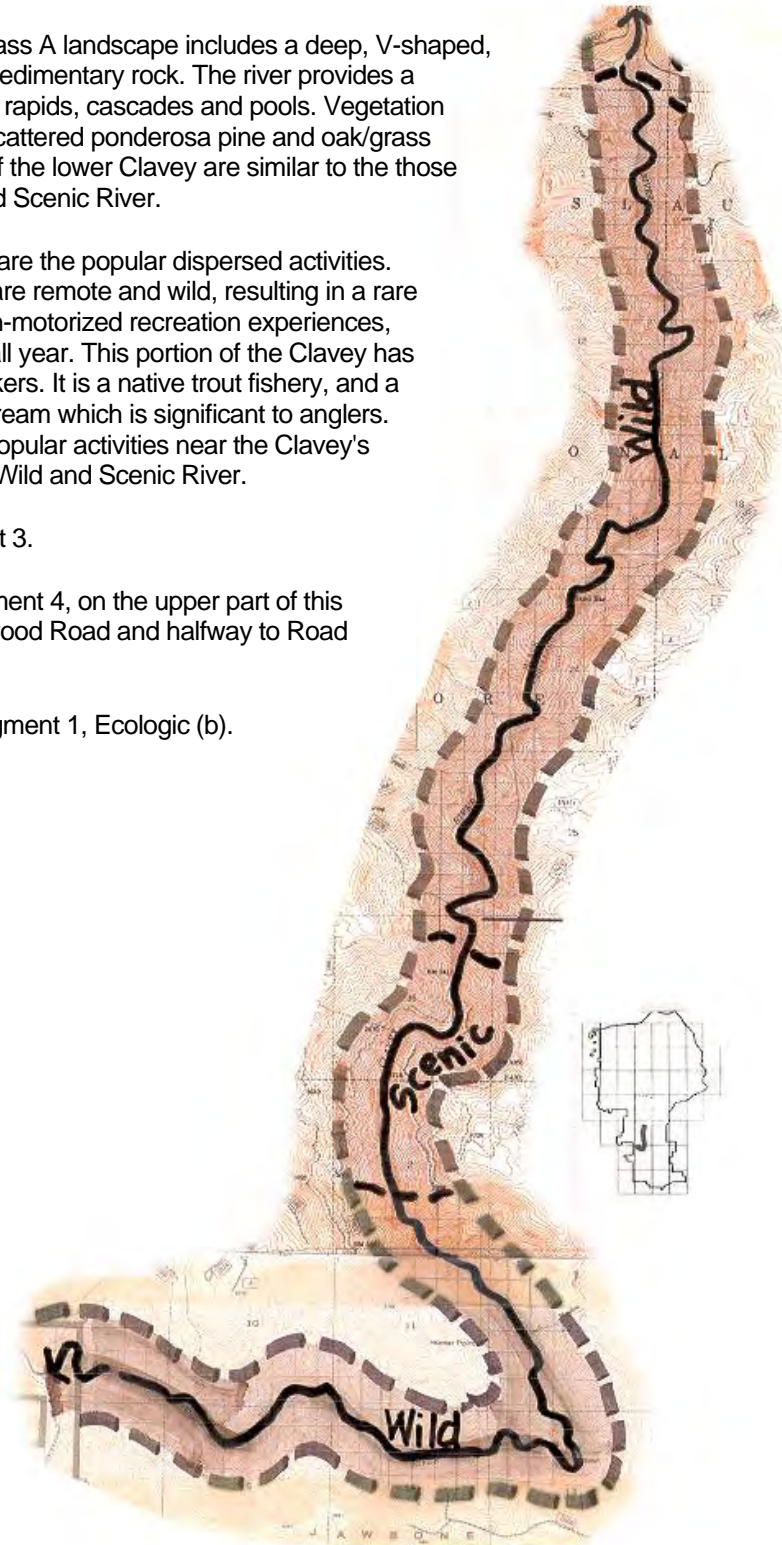 ass A landscape includes a deep, V-shaped,
edimentary rock. The river provides a
rapids, cascades and pools. Vegetation
cattered ponderosa pine and oak/grass
f the lower Clavey are similar to the those
d Scenic River.
are the popular dispersed activities.
are remote and wild, resulting in a rare
n-motorized recreation experiences,
all year. This portion of the Clavey has
kers. It is a native trout fishery, and a
ream which is significant to anglers.
opular activities near the Clavey's
Wild and Scenic River.
t 3.
ment 4, on the upper part of this
ood Road and halfway to Road
gment 1, Ecologic (b).
S L A U
Wild
O N A L
O R E S T
Scenic
Wild
J A W B O N E